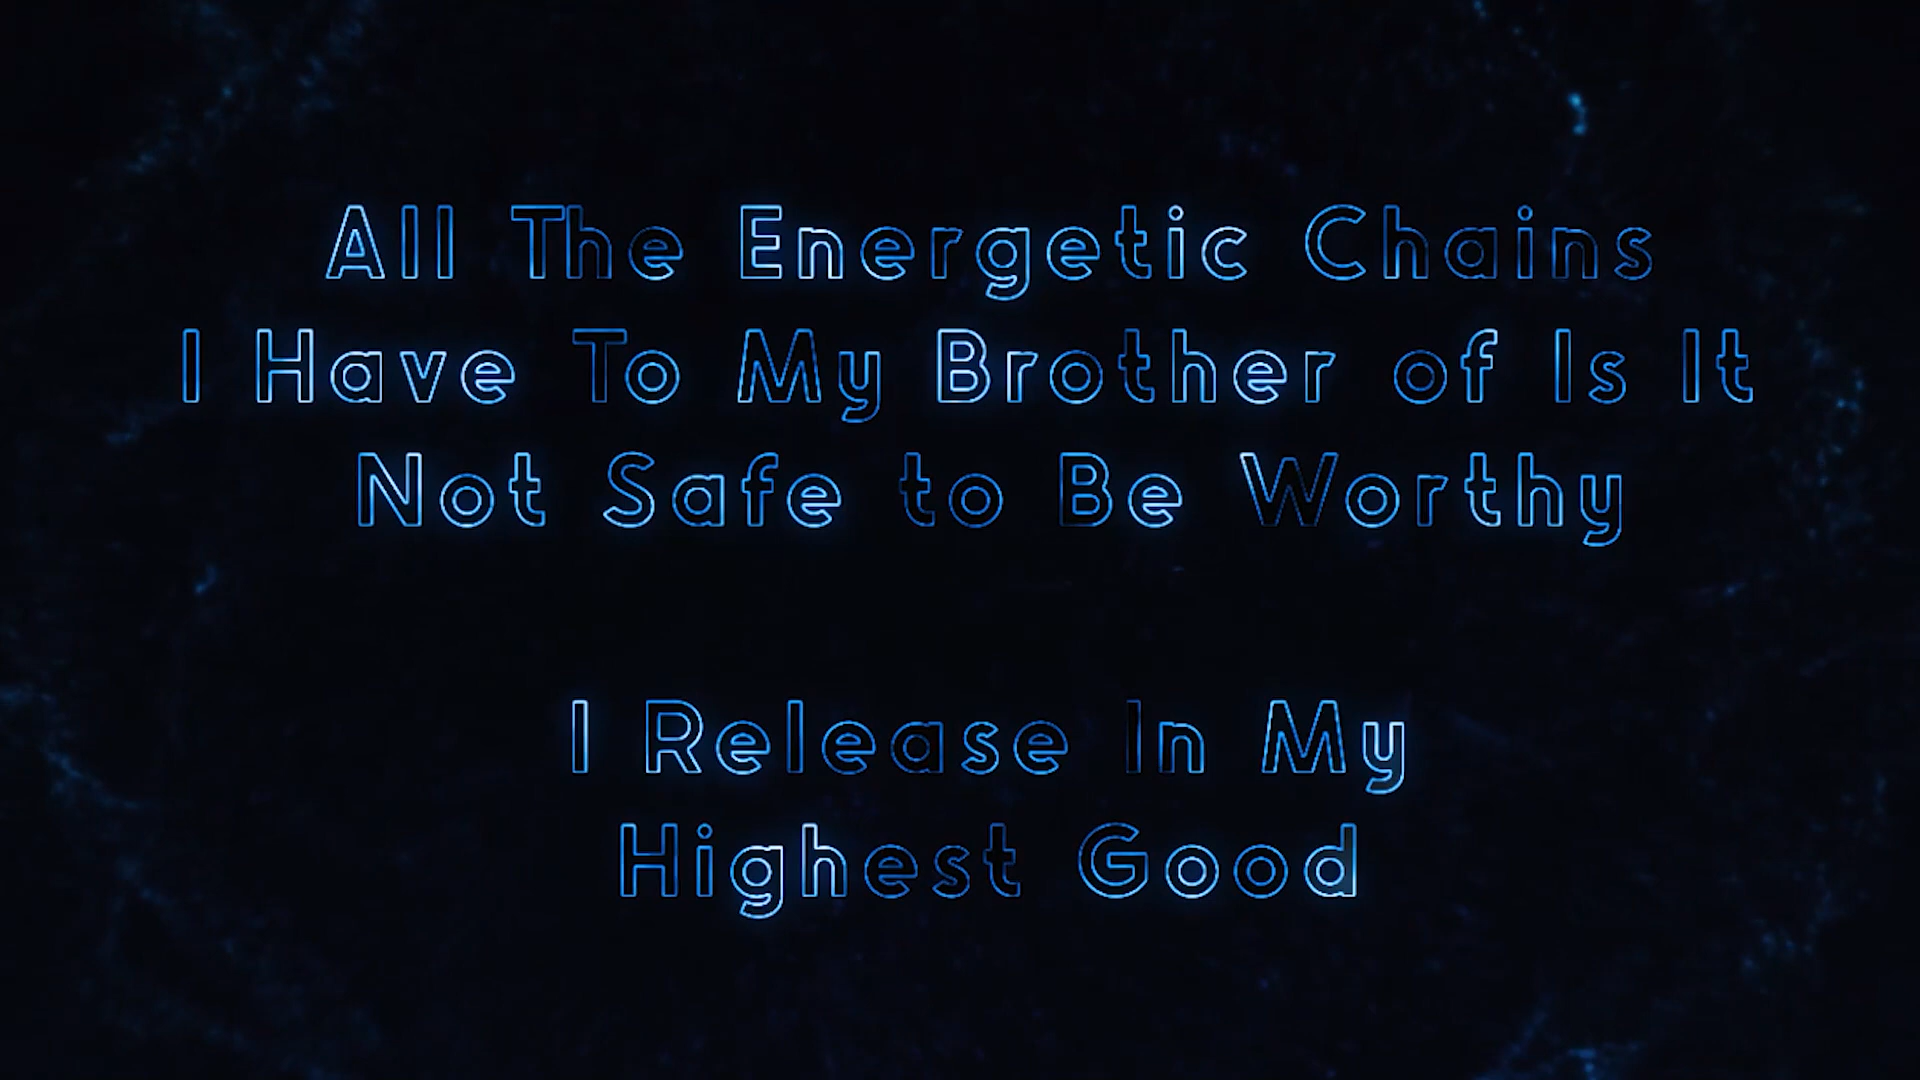 All The Energetic Chains
I Have To My Brother of Is It
Not Safe to Be Worthy
I Release In My
Highest Good